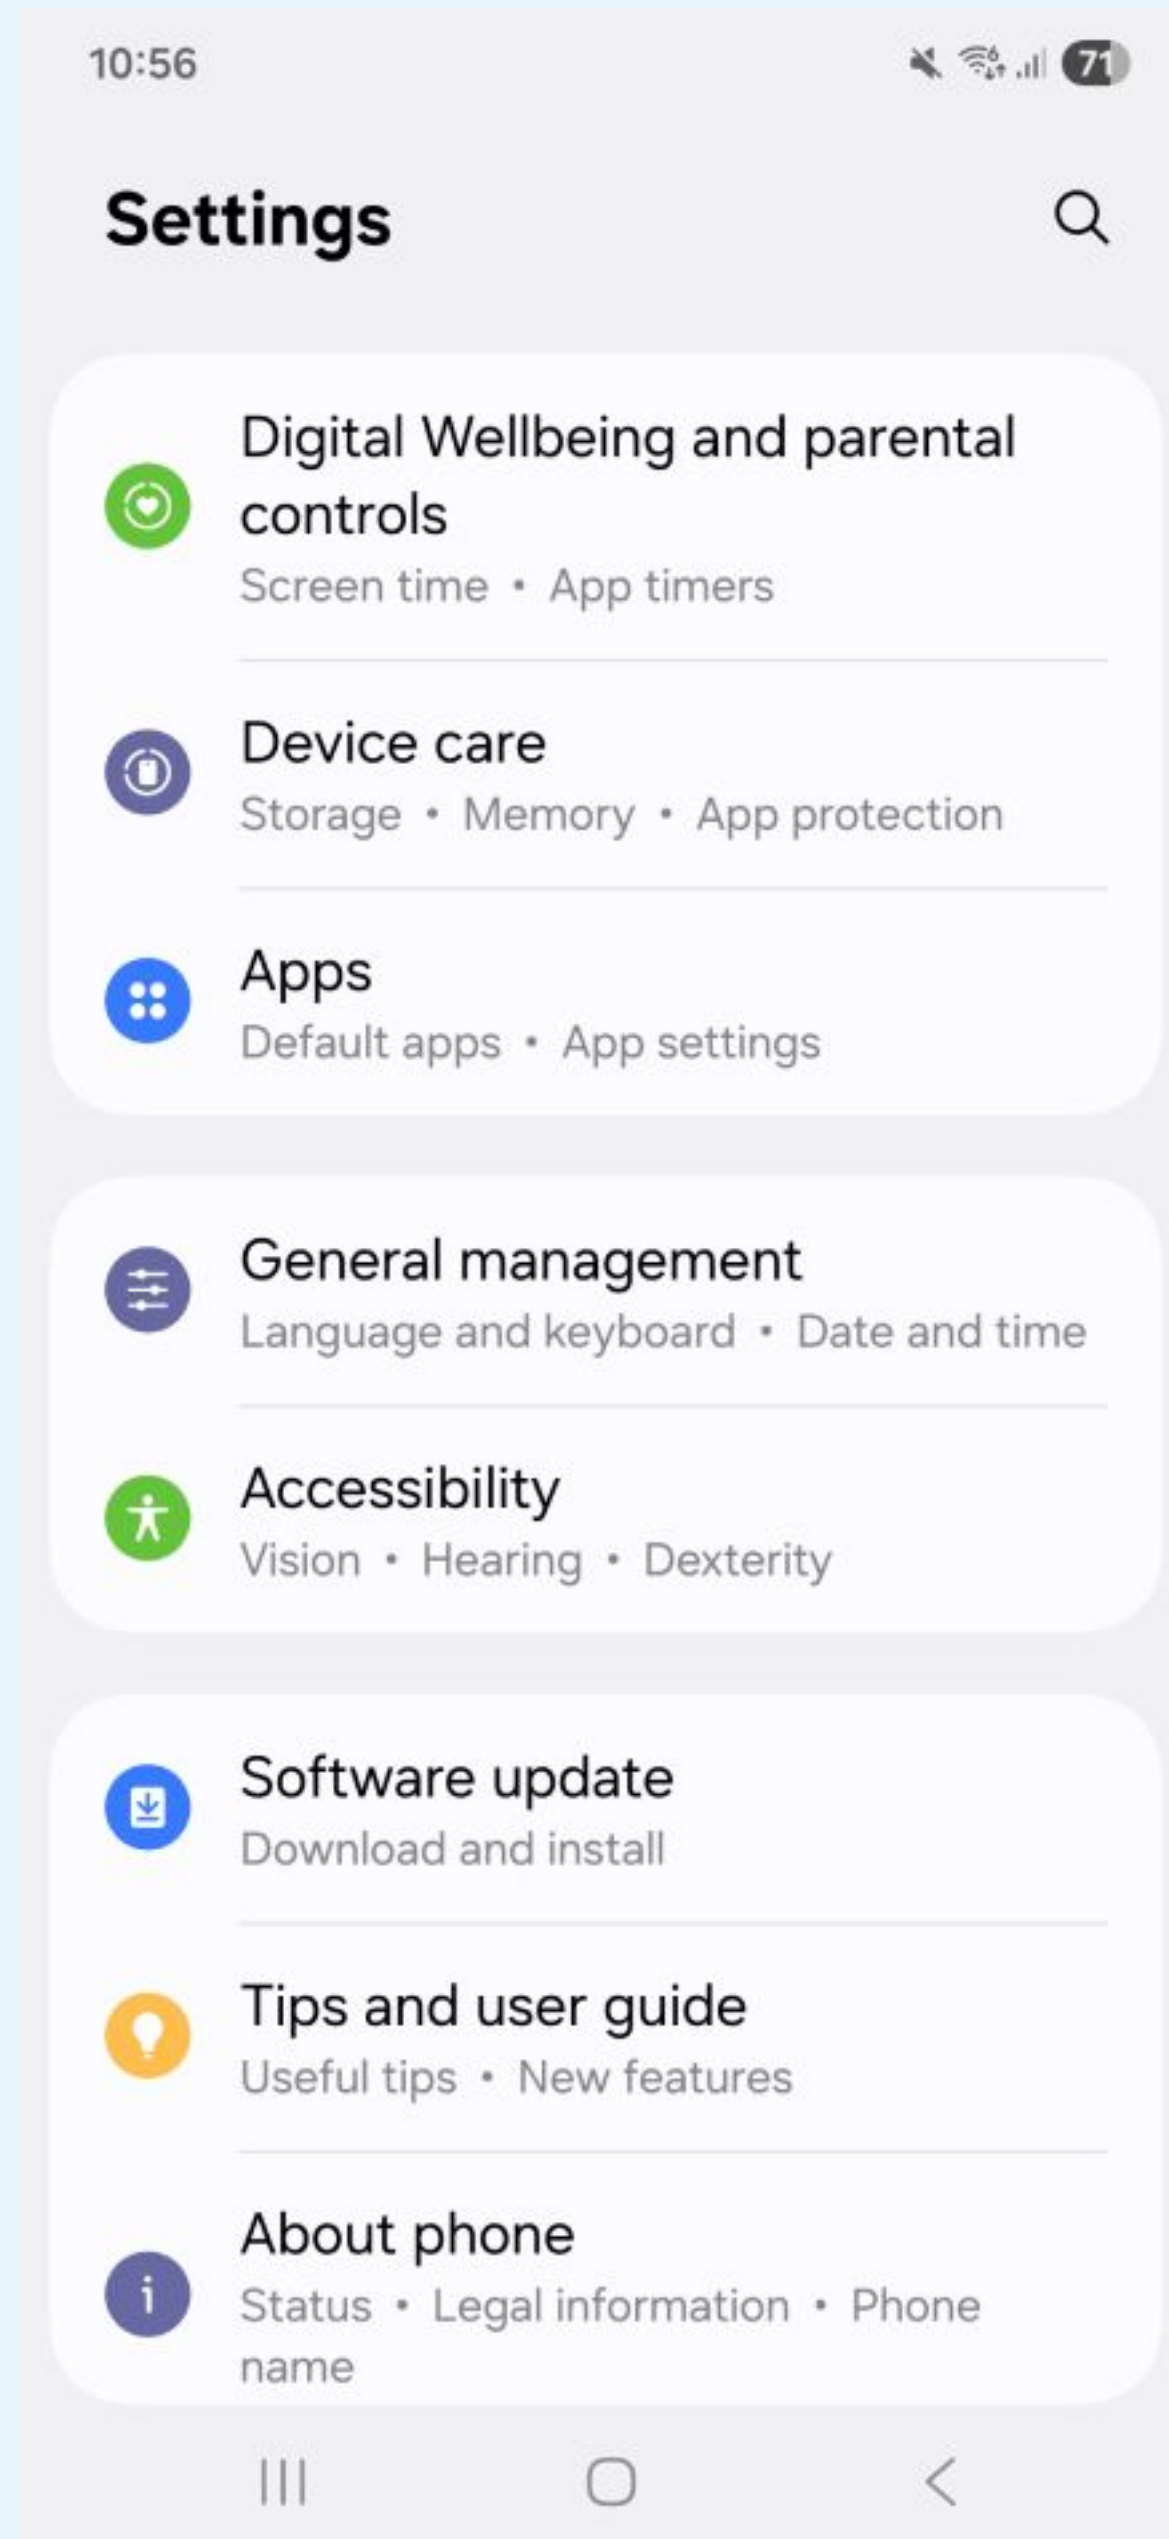 10:56
71
Settings
Digital Wellbeing and parental
controls
Screen time • App timers
Device care
Storage • Memory • App protection
Apps
Default apps • App settings
General management
Language and keyboard • Date and time
Accessibility
Vision • Hearing • Dexterity
Software update
Download and install
Tips and user guide
Useful tips • New features
About phone
Status • Legal information • Phone
name